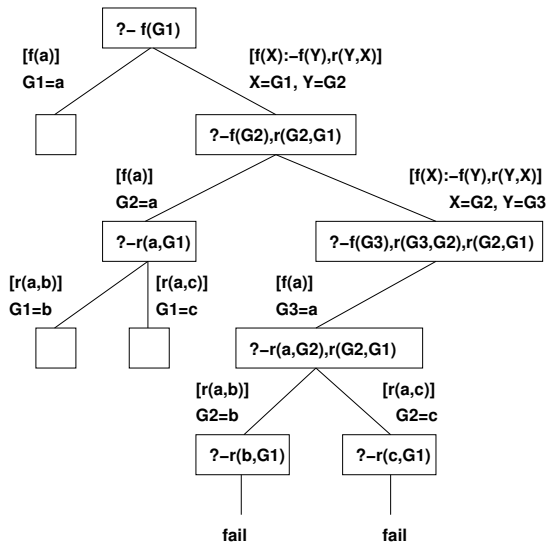 ?– f(G1)
[f(a)]
G1=a
[f(X):–f(Y),r(Y,X)]
X=G1, Y=G2
?–f(G2),r(G2,G1)
[f(a)]
G2=a
[f(X):–f(Y),r(Y,X)]
X=G2, Y=G3
?–r(a,G1)
?–f(G3),r(G3,G2),r(G2,G1)
[r(a,b)]
G1=b
[r(a,c)]
G1=c
[f(a)]
G3=a
?–r(a,G2),r(G2,G1)
[r(a,b)]
G2=b
[r(a,c)]
G2=c
?–r(b,G1)
?–r(c,G1)
fail
fail